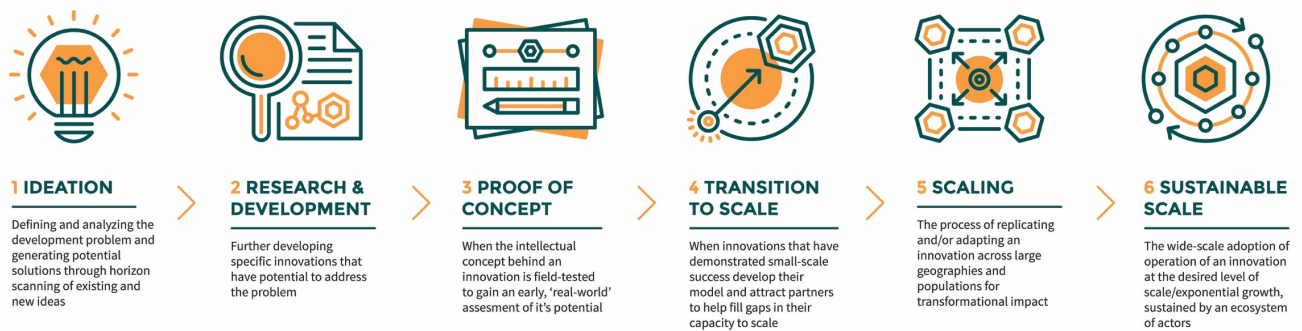 1 IDEATION
Defining and analyzing the
development problem and
generating potential
solutions through horizon
scanning of existing and
new ideas
2 RESEARCH &
DEVELOPMENT
Further developing
specific innovations that
have potential to address
the problem
3 PROOF OF
CONCEPT
When the intellectual
concept behind an
innovation is field-tested
to gain an early, ‘real-world’
assesment of it’s potential
4 TRANSITION
TO SCALE
When innovations that have
demonstrated small-scale
success develop their
model and attract partners
to help fill gaps in their
capacity to scale
5 SCALING
The process of replicating
and/or adapting an
innovation across large
geographies and
populations for
transformational impact
6 SUSTAINABLE
SCALE
The wide-scale adoption of
operation of an innovation
at the desired level of
scale/exponential growth,
sustained by an ecosystem
of actors